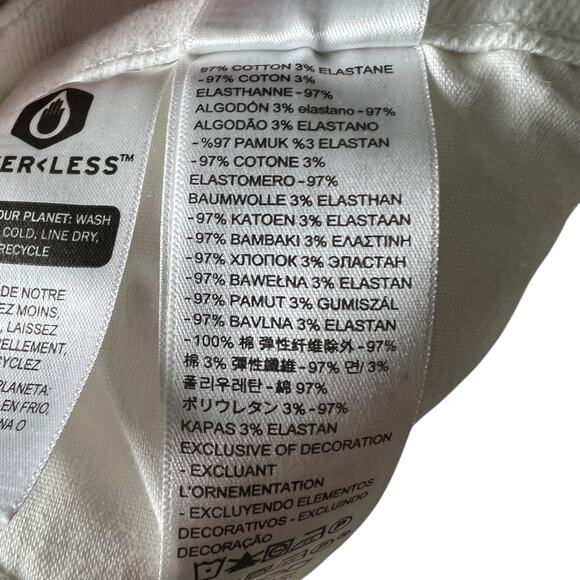 97% COTTON 3% ELASTANE
-97% COTON 3%
ELASTHANNE-97%
ALGODÓN 3% elastano-97%
ALGODÃO 3% ELASTANO
-%97 PAMUK %3 ELASTAN
-97% COTONE 3%
ELASTOMERO-97%
BAUMWOLLE 3% ELASTHAN
-97% KATOEN 3% ELASTAAN
-97% ΒΑΜΒΑΚΙ 3% ΕΛΑΣΤΙΝΗ
-97% ХЛОПОК 3% ЭЛАСТАН
-97% BAWEŁNA 3% ELASTAN
-97% PAMUT 3% GUMISZÁL
-97% BAVLNA 3% ELASTAN
-100% 棉 弹性纤维除外-97%
棉 3% 彈性纖維-97% 면/3%
폴리우레탄-綿 97%
ポリウレタン 3%-97%
KAPAS 3% ELASTAN
EXCLUSIVE OF DECORATION
- EXCLUANT
L'ORNEMENTATION
- EXCLUYENDO ELEMENTOS
DECORATIVOS - EXCLUINDO
DECORAÇÃO
ER<LESS™
OUR PLANET: WASH
COLD, LINE DRY,
RECYCLE
DE NOTRE
EZ MOINS,
, LAISSEZ
RELLEMENT,
CYCLEZ
PLANETA:
EN FRIO
NA O